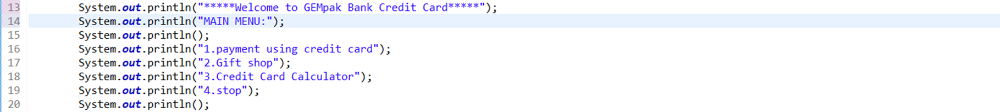 13 System.out.println("*****Welcome to GEMpak Bank Credit Card*****");
14 System.out.println("MAIN MENU:");
15 System.out.println();
16 System.out.println("1.payment using credit card");
17 System.out.println("2.Gift shop");
18 System.out.println("3.Credit Card Calculator");
19 System.out.println("4.stop");
20 System.out.println();